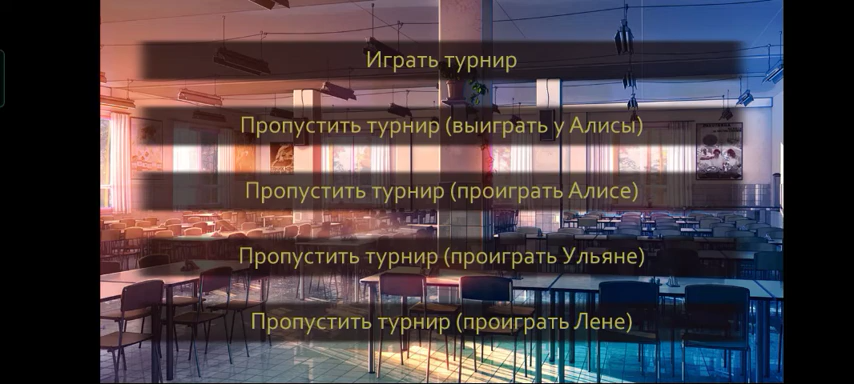 Играть турнир
Пропустить турнир (выиграть у Алисы)
Пропустить турнир (проиграть Алисе)
Пропустить турнир (проиграть Ульяне)
Пропустить турнир (проиграть Лене)